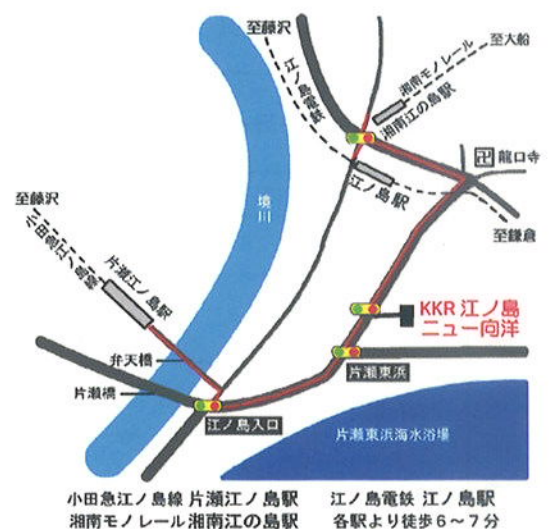 至藤沢
至大船
湘南モノレール
江ノ島電鉄
湘南江の島駅
龍口寺
江ノ島駅
至藤沢
小田急江ノ島線
片瀬江ノ島駅
境川
至鎌倉
KKR 江ノ島
ニュー向洋
弁天橋
片瀬東浜
片瀬橋
江ノ島入口
片瀬東浜海水浴場
小田急江ノ島線 片瀬江ノ島駅 江ノ島電鉄 江ノ島駅
湘南モノレール湘南江の島駅 各駅より徒歩6~7分